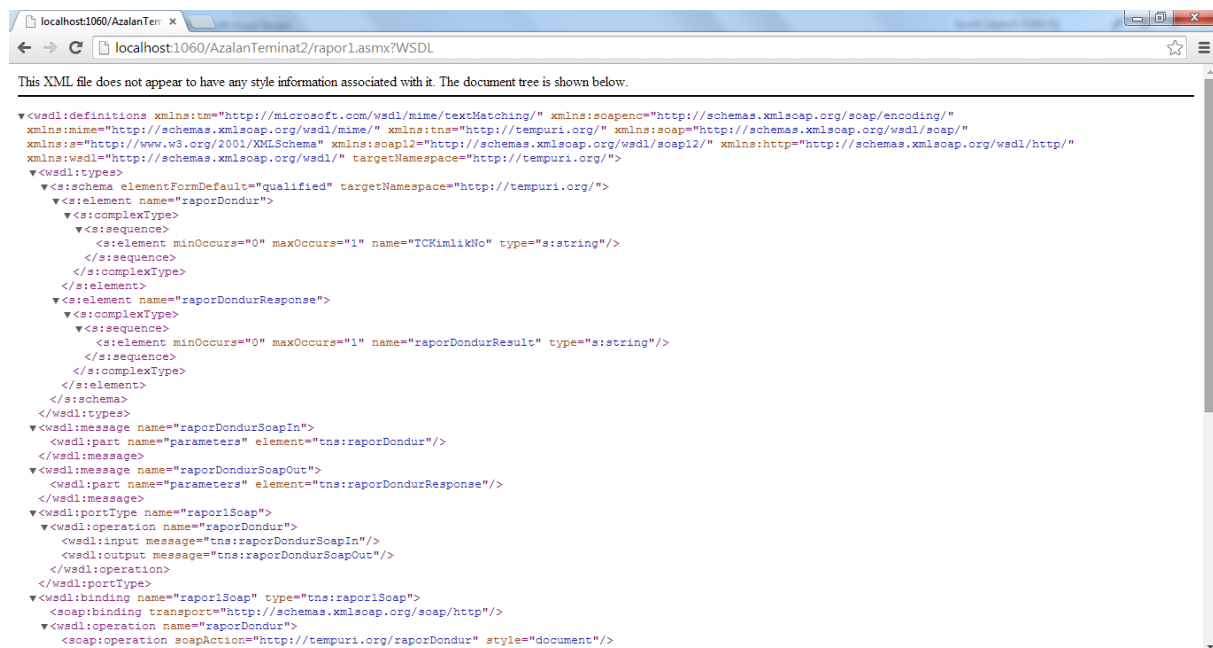 localhost:1060/AzalanTem
localhost:1060/AzalanTeminat2/rapor1.asmx?WSDL
This XML file does not appear to have any style information associated with it. The document tree is shown below.
▼<wsdl:definitions xmlns:tm="http://microsoft.com/wsdl/mime/textMatching/" xmlns:soapenc="http://schemas.xmlsoap.org/soap/encoding/"
xmlns:mime="http://schemas.xmlsoap.org/wsdl/mime/" xmlns:tns="http://tempuri.org/" xmlns:soap="http://schemas.xmlsoap.org/wsdl/soap/"
xmlns:s="http://www.w3.org/2001/XMLSchema" xmlns:soap12="http://schemas.xmlsoap.org/wsdl/soap12/" xmlns:http="http://schemas.xmlsoap.org/wsdl/http/"
xmlns:wsdl="http://schemas.xmlsoap.org/wsdl/" targetNamespace="http://tempuri.org/">
▼<wsdl:types>
▼<s:schema elementFormDefault="qualified" targetNamespace="http://tempuri.org/">
▼<s:element name="raporDondur">
▼<s:complexType>
▼<s:sequence>
<s:element minOccurs="0" maxOccurs="1" name="TCKimlikNo" type="s:string"/>
</s:sequence>
</s:complexType>
</s:element>
▼<s:element name="raporDondurResponse">
▼<s:complexType>
▼<s:sequence>
<s:element minOccurs="0" maxOccurs="1" name="raporDondurResult" type="s:string"/>
</s:sequence>
</s:complexType>
</s:element>
</s:schema>
</wsdl:types>
▼<wsdl:message name="raporDondurSoapIn">
<wsdl:part name="parameters" element="tns:raporDondur"/>
</wsdl:message>
▼<wsdl:message name="raporDondurSoapOut">
<wsdl:part name="parameters" element="tns:raporDondurResponse"/>
</wsdl:message>
▼<wsdl:portType name="rapor1Soap">
▼<wsdl:operation name="raporDondur">
<wsdl:input message="tns:raporDondurSoapIn"/>
<wsdl:output message="tns:raporDondurSoapOut"/>
</wsdl:operation>
</wsdl:portType>
▼<wsdl:binding name="rapor1Soap" type="tns:rapor1Soap">
<soap:binding transport="http://schemas.xmlsoap.org/soap/http"/>
▼<wsdl:operation name="raporDondur">
<soap:operation soapAction="http://tempuri.org/raporDondur" style="document"/>